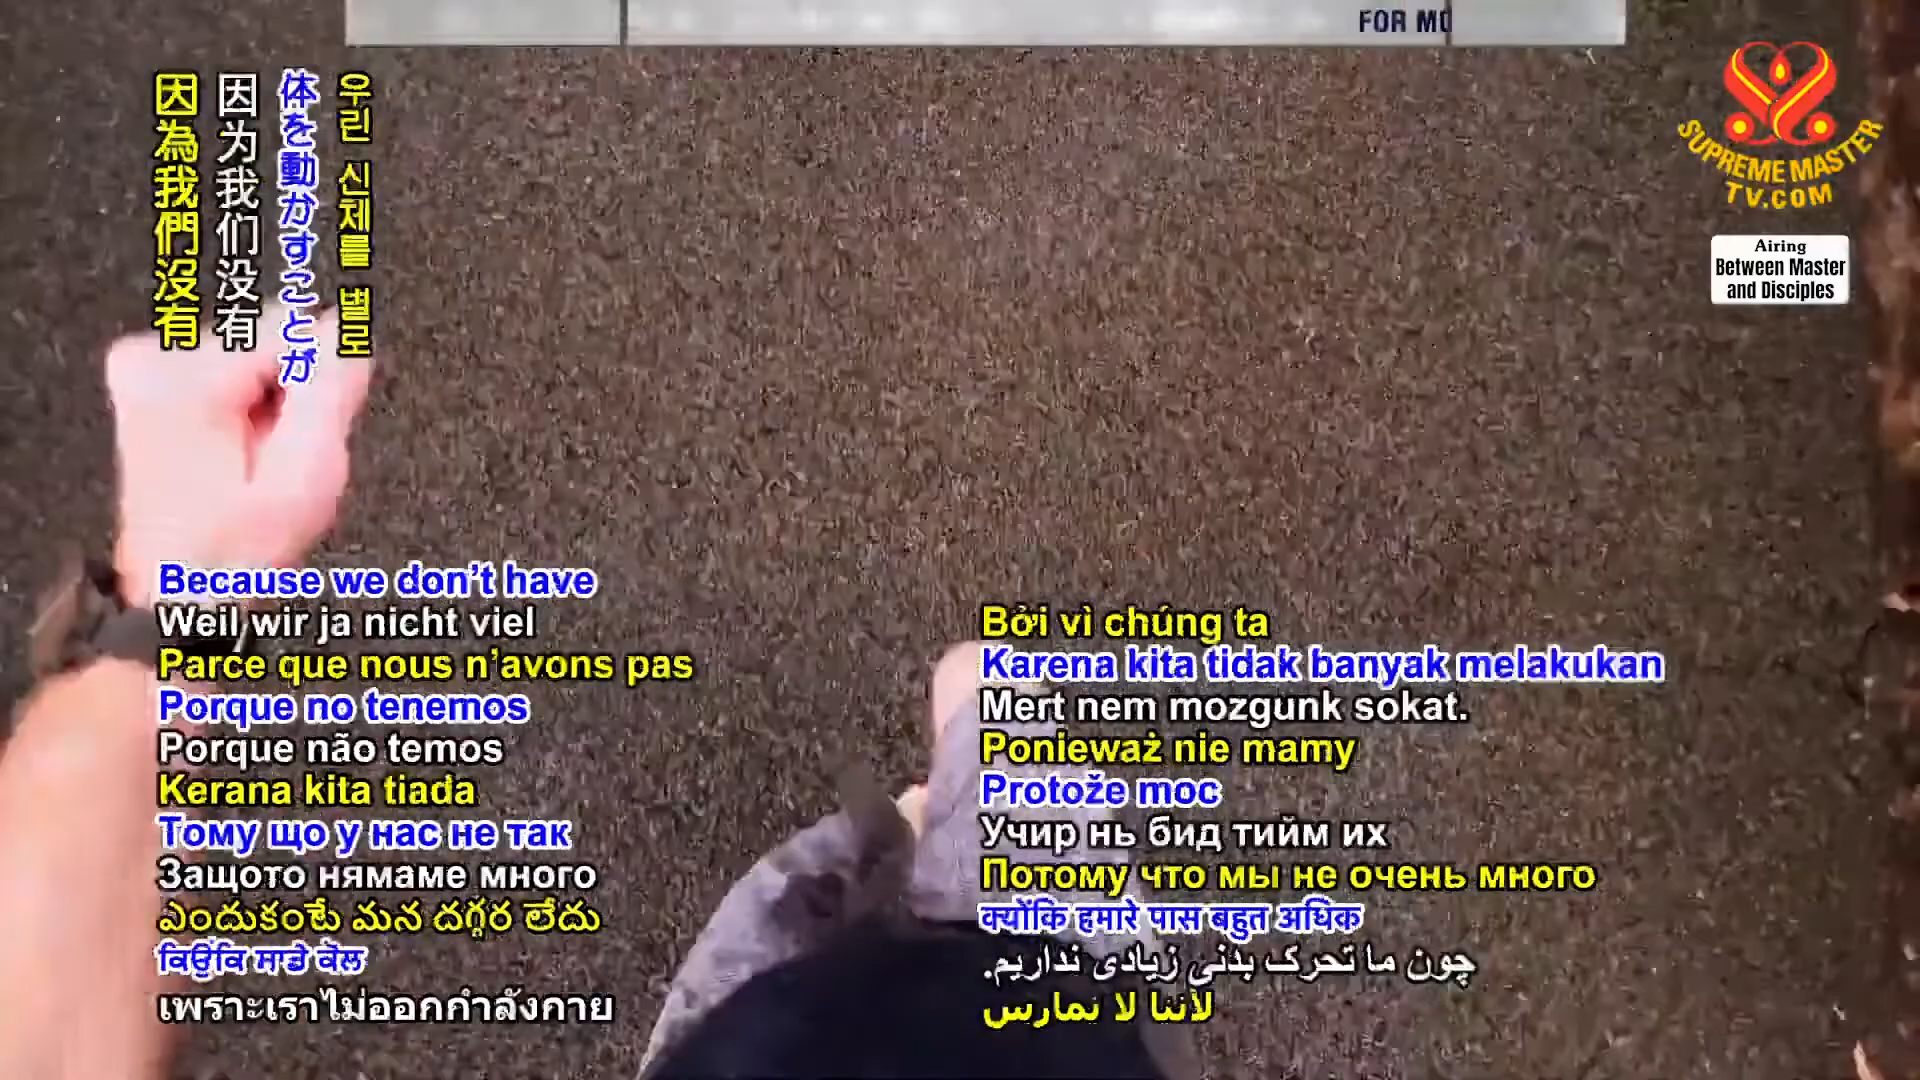 FOR MO
因為我們沒有
因为我们没有
体を動かすことが
우린 신체를 별로
SUPREME MASTER
TV.COM
Airing
Between Master
and Disciples
Because we don't have
Weil wir ja nicht viel
Parce que nous n'avons pas
Porque no tenemos
Porque não temos
Kerana kita tiada
Тому що у нас не так
Защото нямаме много
ఎందుకంటే మన దగ్గర లేదు
ਕਿਉਂਕਿ ਸਾਡੇ ਕੋਲ
เพราะเราไม่ออกกำลังกาย
Bởi vì chúng ta
Karena kita tidak banyak melakukan
Mert nem mozgunk sokat.
Ponieważ nie mamy
Protože moc
Учир нь бид тийм их
Потому что мы не очень много
क्योंकि हमारे पास बहुत अधिक
چون ما تحرک بدنی زیادی نداریم.
لأننا لا نمارس